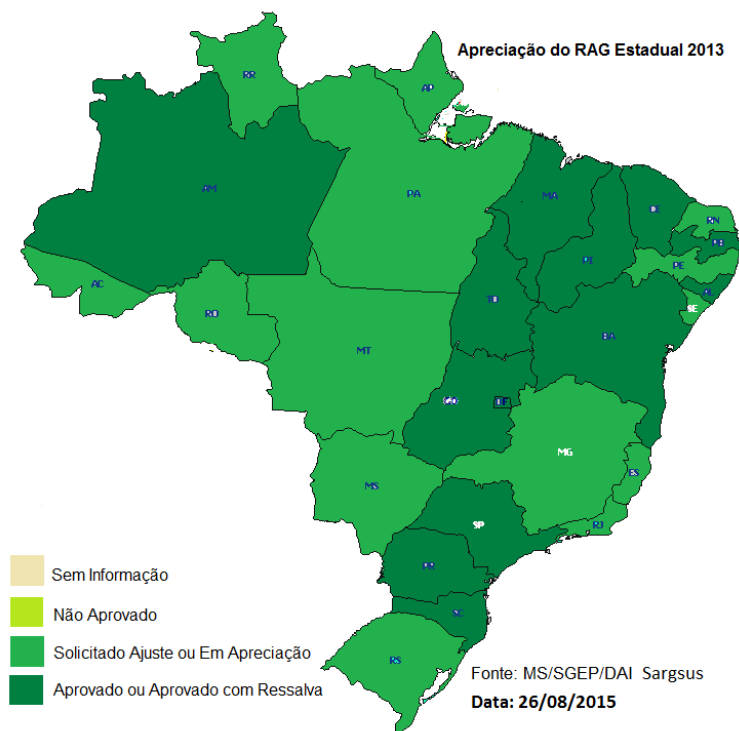 Apreciação do RAG Estadual 2013
RR
AP
AM
PA
MA
CE
RN
PB
PI
PE
AC
AL
TO
SE
RO
BA
MT
GO
DF
MG
MS
ES
SP
RJ
PR
SC
RS
Sem Informação
Não Aprovado
Solicitado Ajuste ou Em Apreciação
Aprovado ou Aprovado com Ressalva
Fonte: MS/SGEP/DAI Sargsus
Data: 26/08/2015